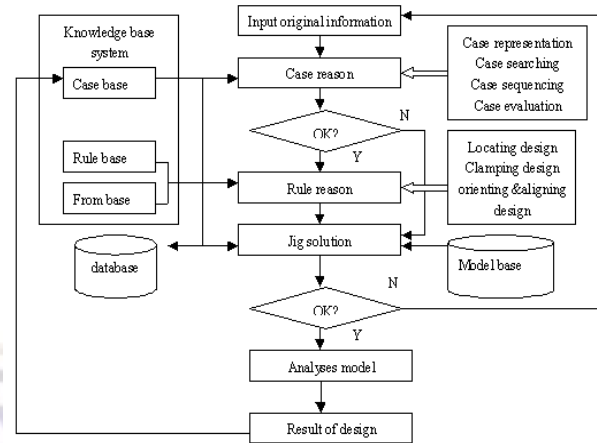 Knowledge base
system
Case base
Rule base
From base
database
Input original information
Case reason
OK?
N
Y
Rule reason
Jig solution
N
OK?
Y
Analyses model
Result of design
Case representation
Case searching
Case sequencing
Case evaluation
Locating design
Clamping design
orienting &aligning
design
Model base